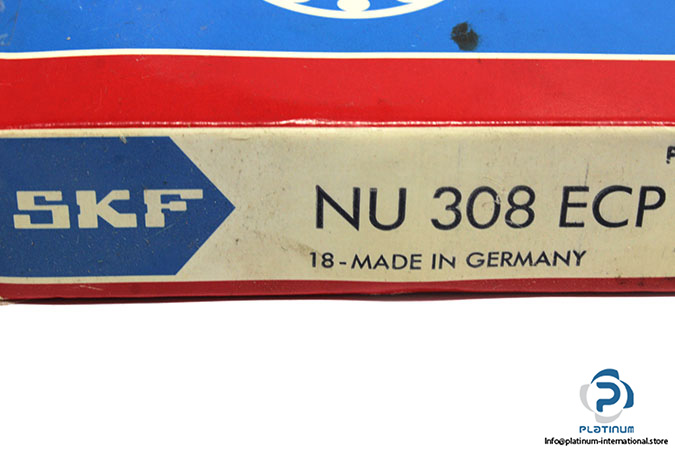 SKF
NU 308 ECP
18-MADE IN GERMANY
PLATINUM
Info@platinum-international.store